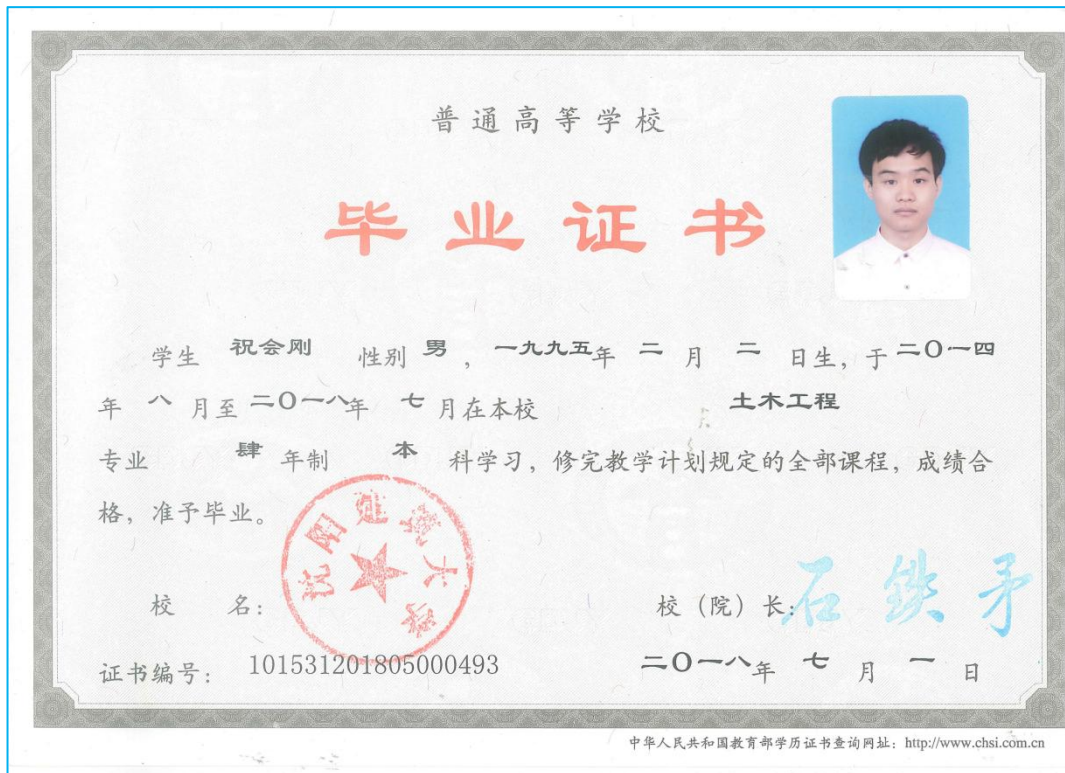 普通高等学校
毕业证书
学生 祝会刚 性别 男，一九九五年 二 月 二 日生，于二〇一四
年 八 月至 二〇一八年 七 月在本校 土木工程
专业 肆 年制 本 科学习，修完教学计划规定的全部课程，成绩合
格，准予毕业。
沈阳建筑大学
校 名： 校（院）长：石铁矛
证书编号： 101531201805000493 二〇一八年 七 月 一 日
中华人民共和国教育部学历证书查询网址：http://www.chsi.com.cn